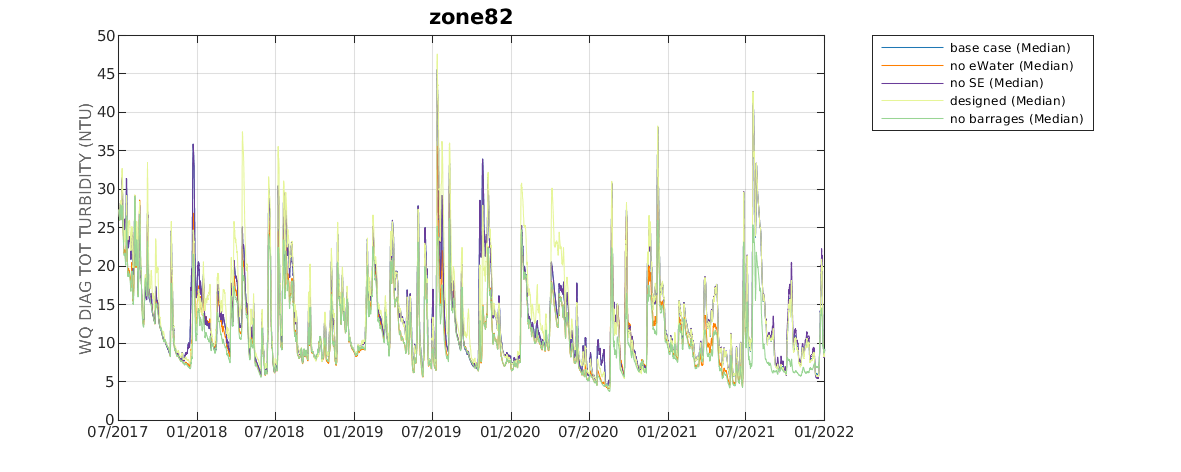 zone82
WQ DIAG TOT TURBIDITY (NTU)
50
45
40
35
30
25
20
15
10
5
0
07/2017 01/2018 07/2018 01/2019 07/2019 01/2020 07/2020 01/2021 07/2021 01/2022
base case (Median)
no eWater (Median)
no SE (Median)
designed (Median)
no barrages (Median)